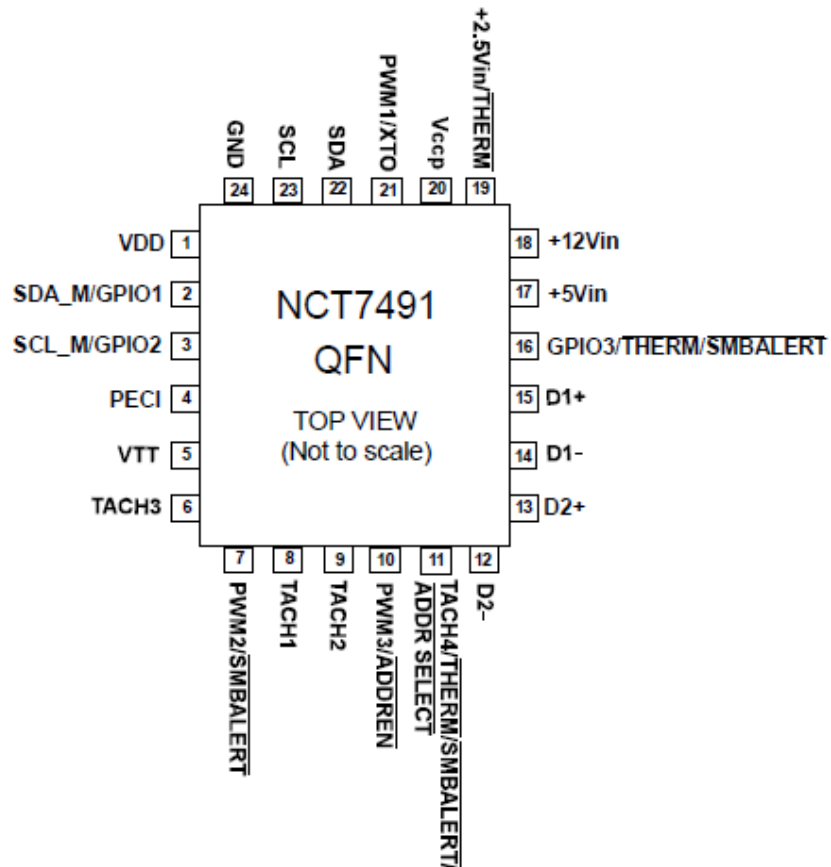 +2.5Vin/THERM
PWM1/XTO
Vccp
GND
SCL
SDA
24
23
22
21
20
19
VDD 1
18 +12Vin
SDA_M/GPIO1 2
17 +5Vin
NCT7491
SCL_M/GPIO2 3
16 GPIO3/THERM/SMBALERT
QFN
PECI 4
15 D1+
TOP VIEW
(Not to scale)
VTT 5
14 D1-
TACH3 6
13 D2+
7
8
9
10
11
12
PWM2/SMBALERT
TACH1
TACH2
PWM3/ADDREN
TACH4/THERM/SMBALERT/
ADDR SELECT
D2-